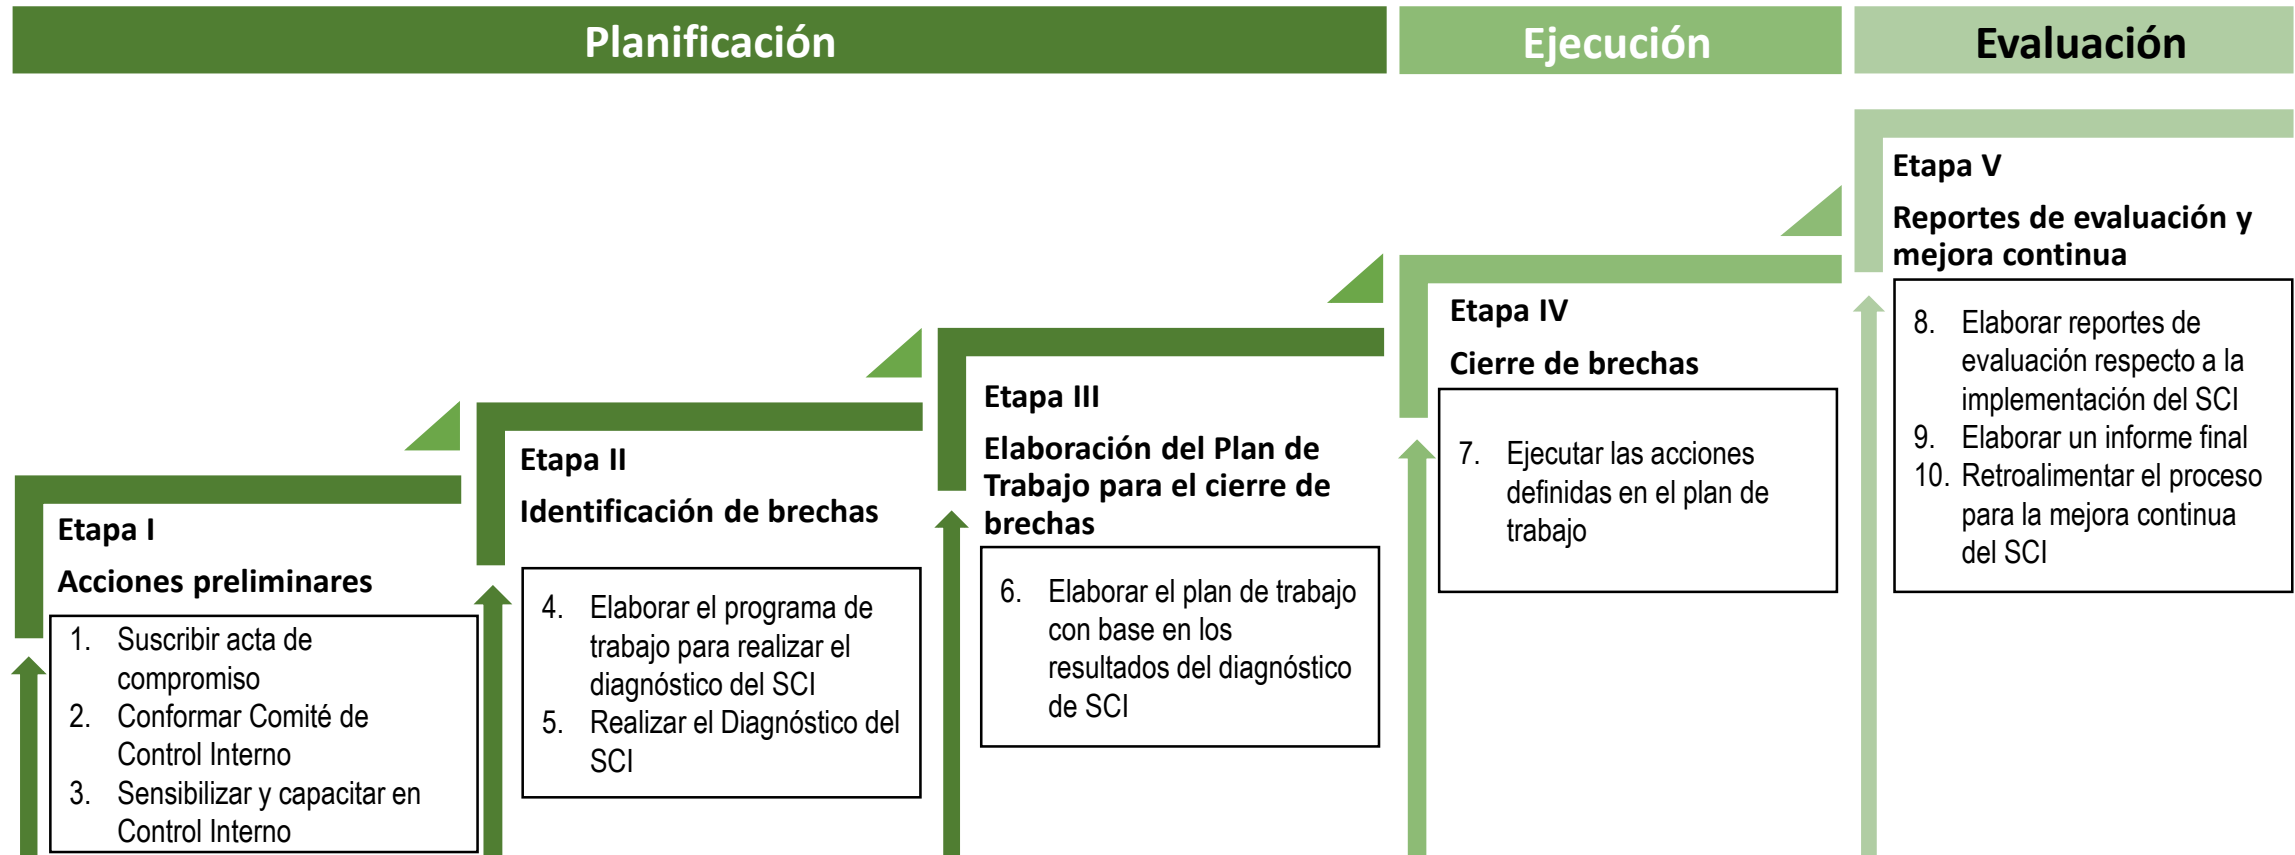 Planificación
Ejecución
Evaluación
Etapa I
Acciones preliminares
1. Suscribir acta de
compromiso
2. Conformar Comité de
Control Interno
3. Sensibilizar y capacitar en
Control Interno
Etapa II
Identificación de brechas
4. Elaborar el programa de
trabajo para realizar el
diagnóstico del SCI
5. Realizar el Diagnóstico del
SCI
Etapa III
Elaboración del Plan de
Trabajo para el cierre de
brechas
6. Elaborar el plan de trabajo
con base en los
resultados del diagnóstico
de SCI
Etapa IV
Cierre de brechas
7. Ejecutar las acciones
definidas en el plan de
trabajo
Etapa V
Reportes de evaluación y
mejora continua
8. Elaborar reportes de
evaluación respecto a la
implementación del SCI
9. Elaborar un informe final
10. Retroalimentar el proceso
para la mejora continua
del SCI